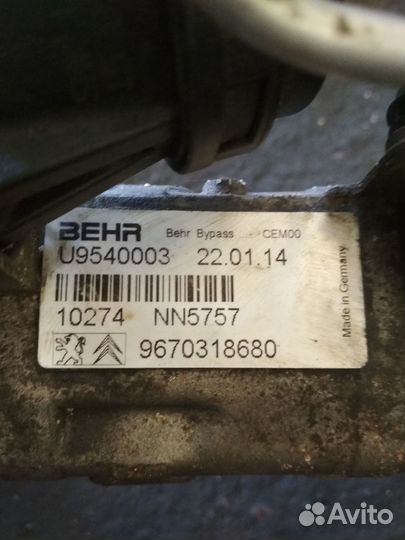 BEHR Behr Bypass CEM00
U9540003 22.01.14
10274 NN5757
9670318680
Made in Germany
Avito